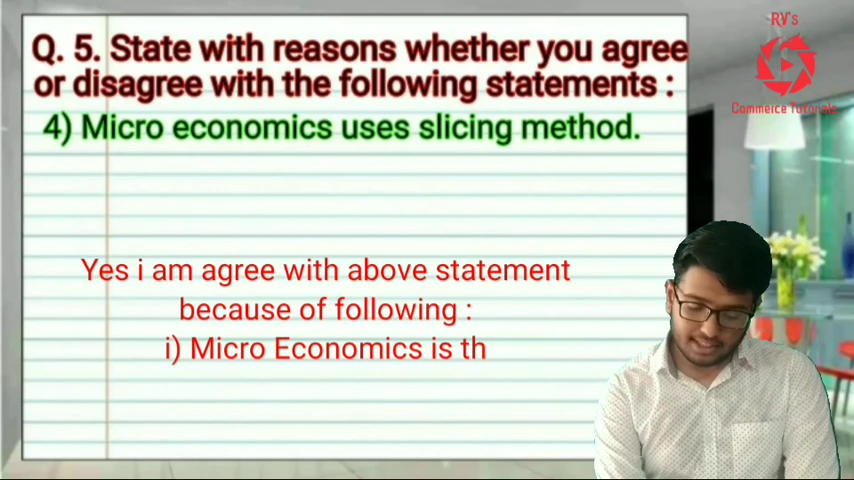 RV's
Commerce Tutorials
Q. 5. State with reasons whether you agree
or disagree with the following statements :
4) Micro economics uses slicing method.
Yes i am agree with above statement
because of following :
i) Micro Economics is th